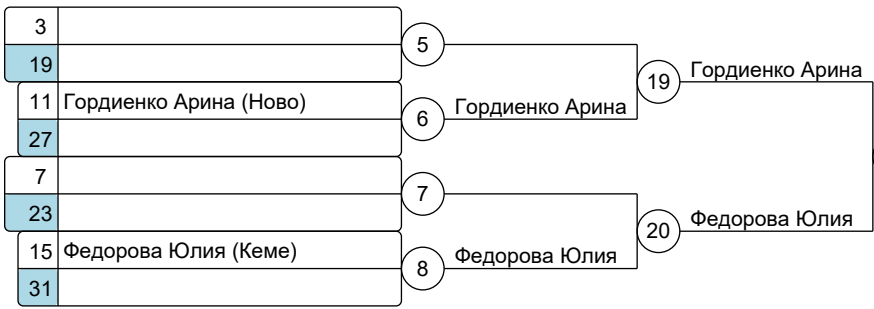 3
5
19
Гордиенко Арина
19
11 Гордиенко Арина (Ново)
6
Гордиенко Арина
27
7
7
23
Федорова Юлия
20
15 Федорова Юлия (Кеме)
8
Федорова Юлия
31